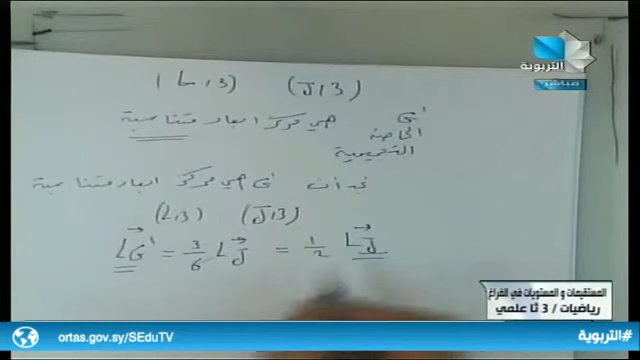 التربوية
مباشر
(L, 3) (J, 3)
G' هي مركز ابعاد متناسبة
الخاصة
التجميعية
نجد أن G' هي مركز ابعاد متناسبة
(L, 3) (J, 3)
LG' = 3/6 LJ = 1/2 LJ
المستقيمات و المستويات في الفراغ
رياضيات / 3 ثا علمي
ortas.gov.sy/SEduTV
#التربوية